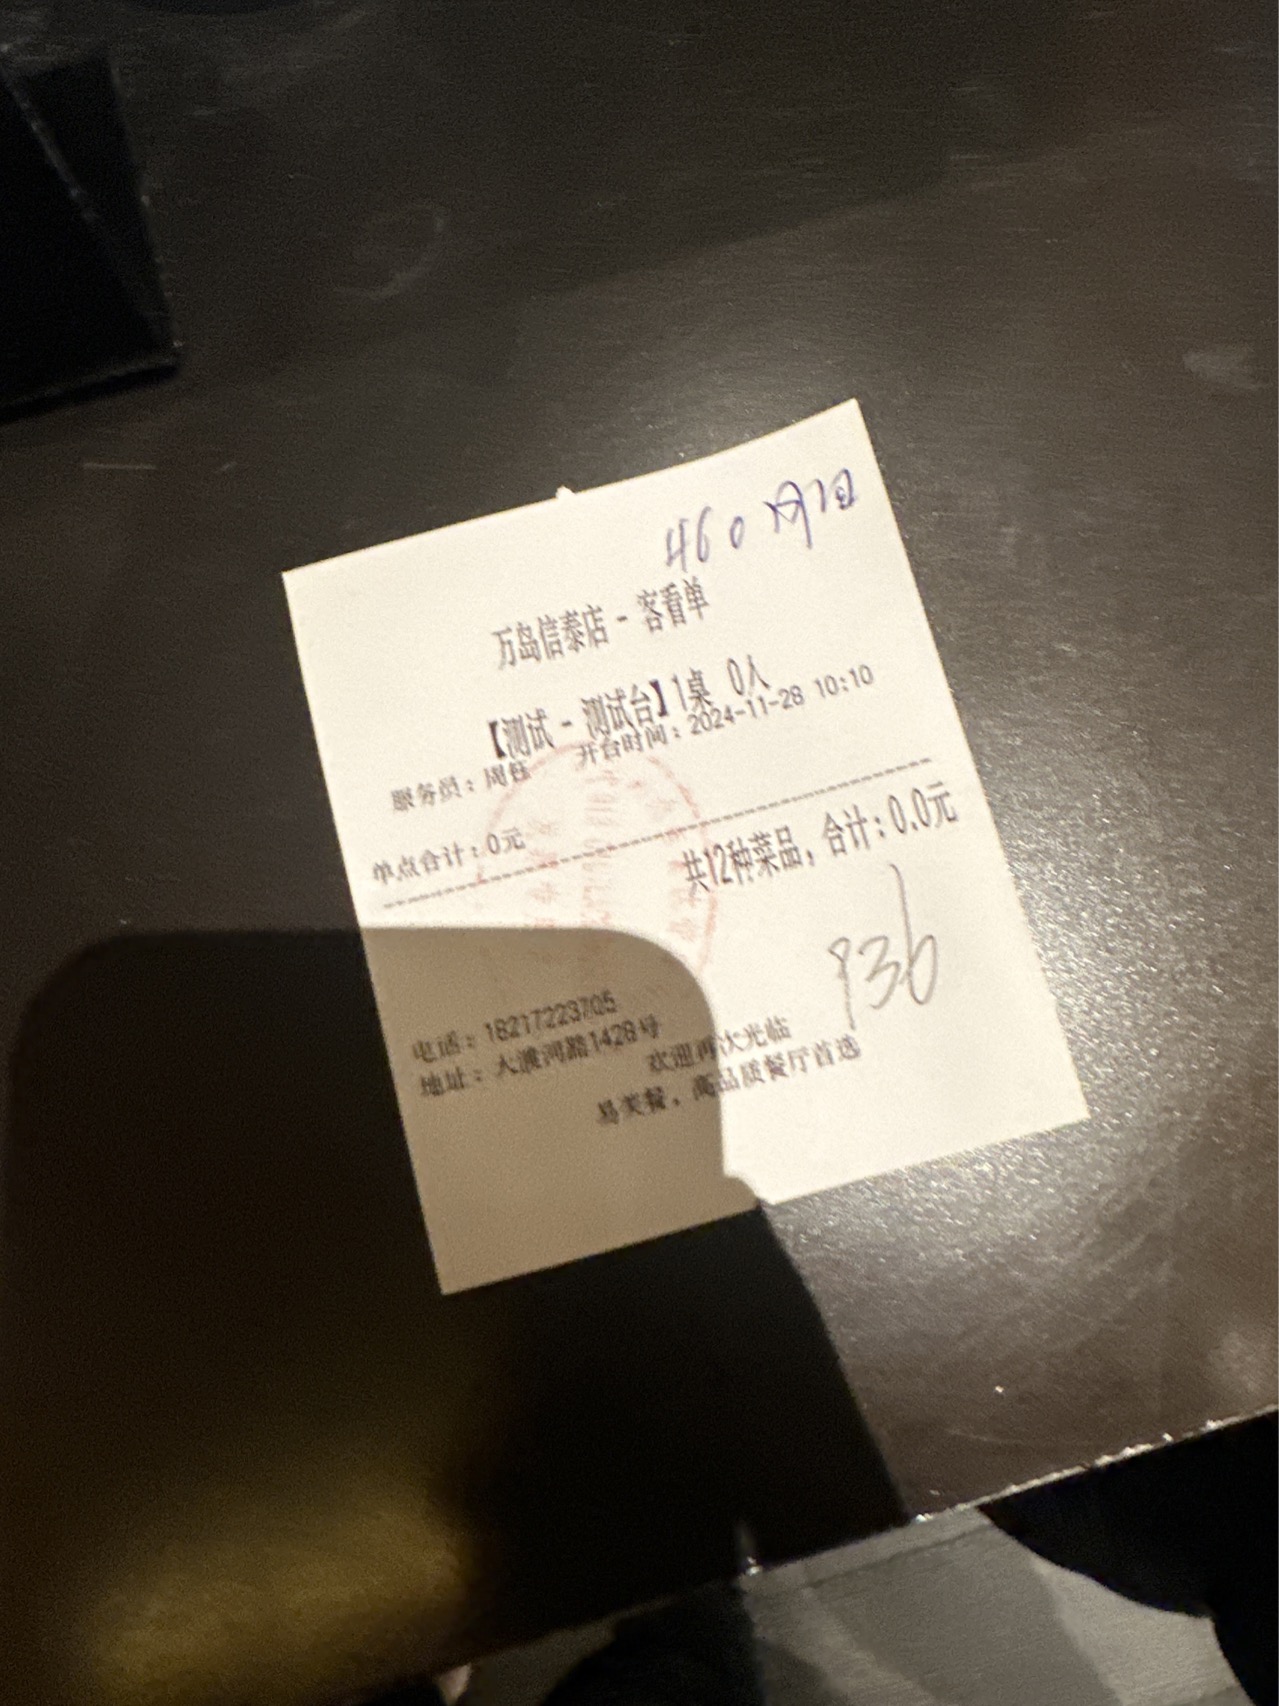 460
万岛信泰店 - 客看单
【测试 - 测试台】1桌 0人
服务员：周钰 开台时间：2024-11-28 10:10
单点合计：0元
共12种菜品，合计：0.0元
936
电话：18217223705
地址：大渡河路1428号
欢迎再次光临
易美餐，高品质餐厅首选